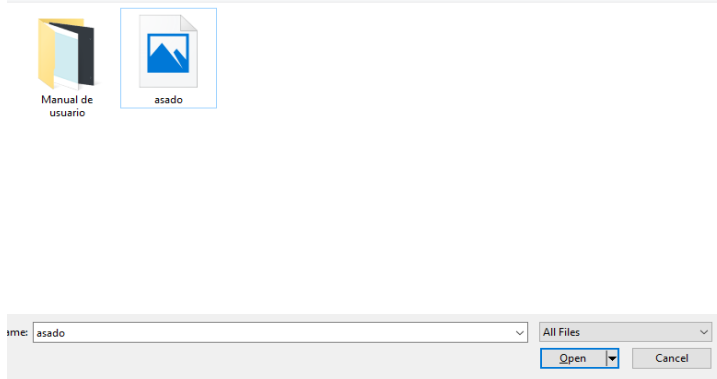 Manual de
usuario
asado
ame: asado
All Files
Open
Cancel